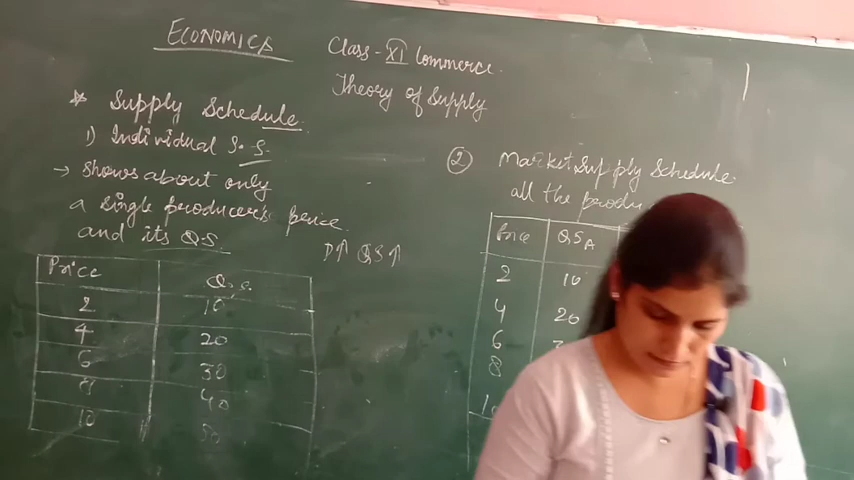 ECONOMICS
Class - XI Commerce.
Theory of Supply
* Supply Schedule.
1) Individual S.S.
→ Shows about only
a single producer's price
and its QS.
P↑ QS↑
Price Q.s.
2 10
4 20
6 30
8 40
10 50
② Market Supply Schedule.
all the
Price QSA
2 10
4 20
6
8